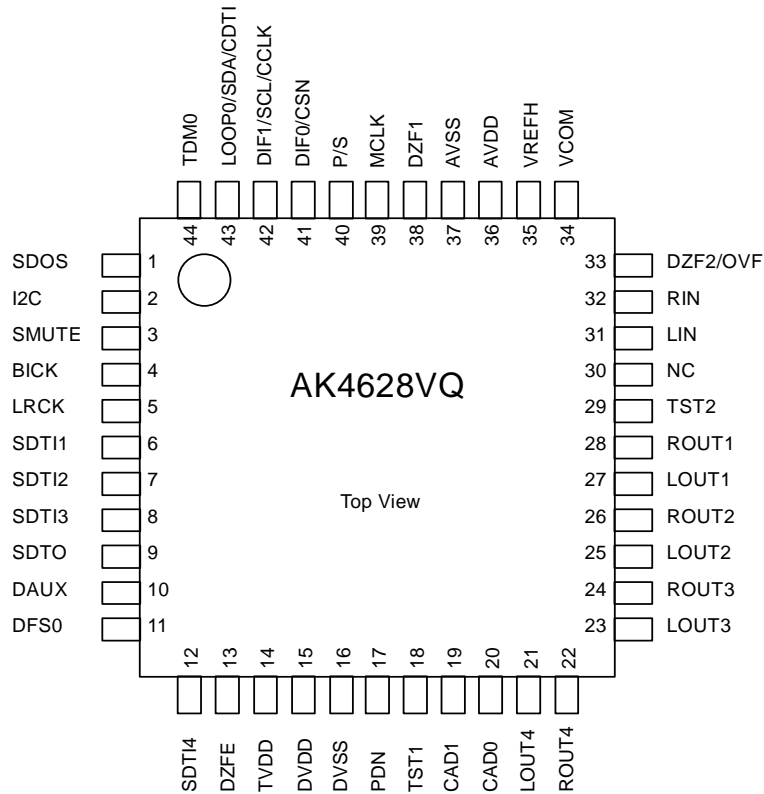 TDM0
LOOP0/SDA/CDTI
DIF1/SCL/CCLK
DIF0/CSN
P/S
MCLK
DZF1
AVSS
AVDD
VREFH
VCOM
44 43 42 41 40 39 38 37 36 35 34
SDOS 1 33 DZF2/OVF
I2C 2 32 RIN
SMUTE 3 31 LIN
BICK 4 30 NC
AK4628VQ
LRCK 5 29 TST2
SDTI1 6 28 ROUT1
SDTI2 7 27 LOUT1
Top View
SDTI3 8 26 ROUT2
SDTO 9 25 LOUT2
DAUX 10 24 ROUT3
DFS0 11 23 LOUT3
12 13 14 15 16 17 18 19 20 21 22
SDTI4
DZFE
TVDD
DVDD
DVSS
PDN
TST1
CAD1
CAD0
LOUT4
ROUT4